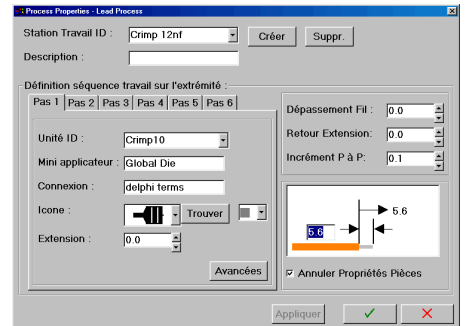 Process Properties - Lead Process
Station Travail ID : Crimp 12nf Créer Suppr.
Description :
Définition séquence travail sur l'extrémité :
Pas 1 Pas 2 Pas 3 Pas 4 Pas 5 Pas 6
Unité ID : Crimp10
Mini applicateur : Global Die
Connexion : delphi terms
Icone : Trouver
Extension : 0.0
Avancées
Dépassement Fil : 0.0
Retour Extension: 0.0
Incrément P à P: 0.1
5.6
5.6
Annuler Propriétés Pièces
Appliquer